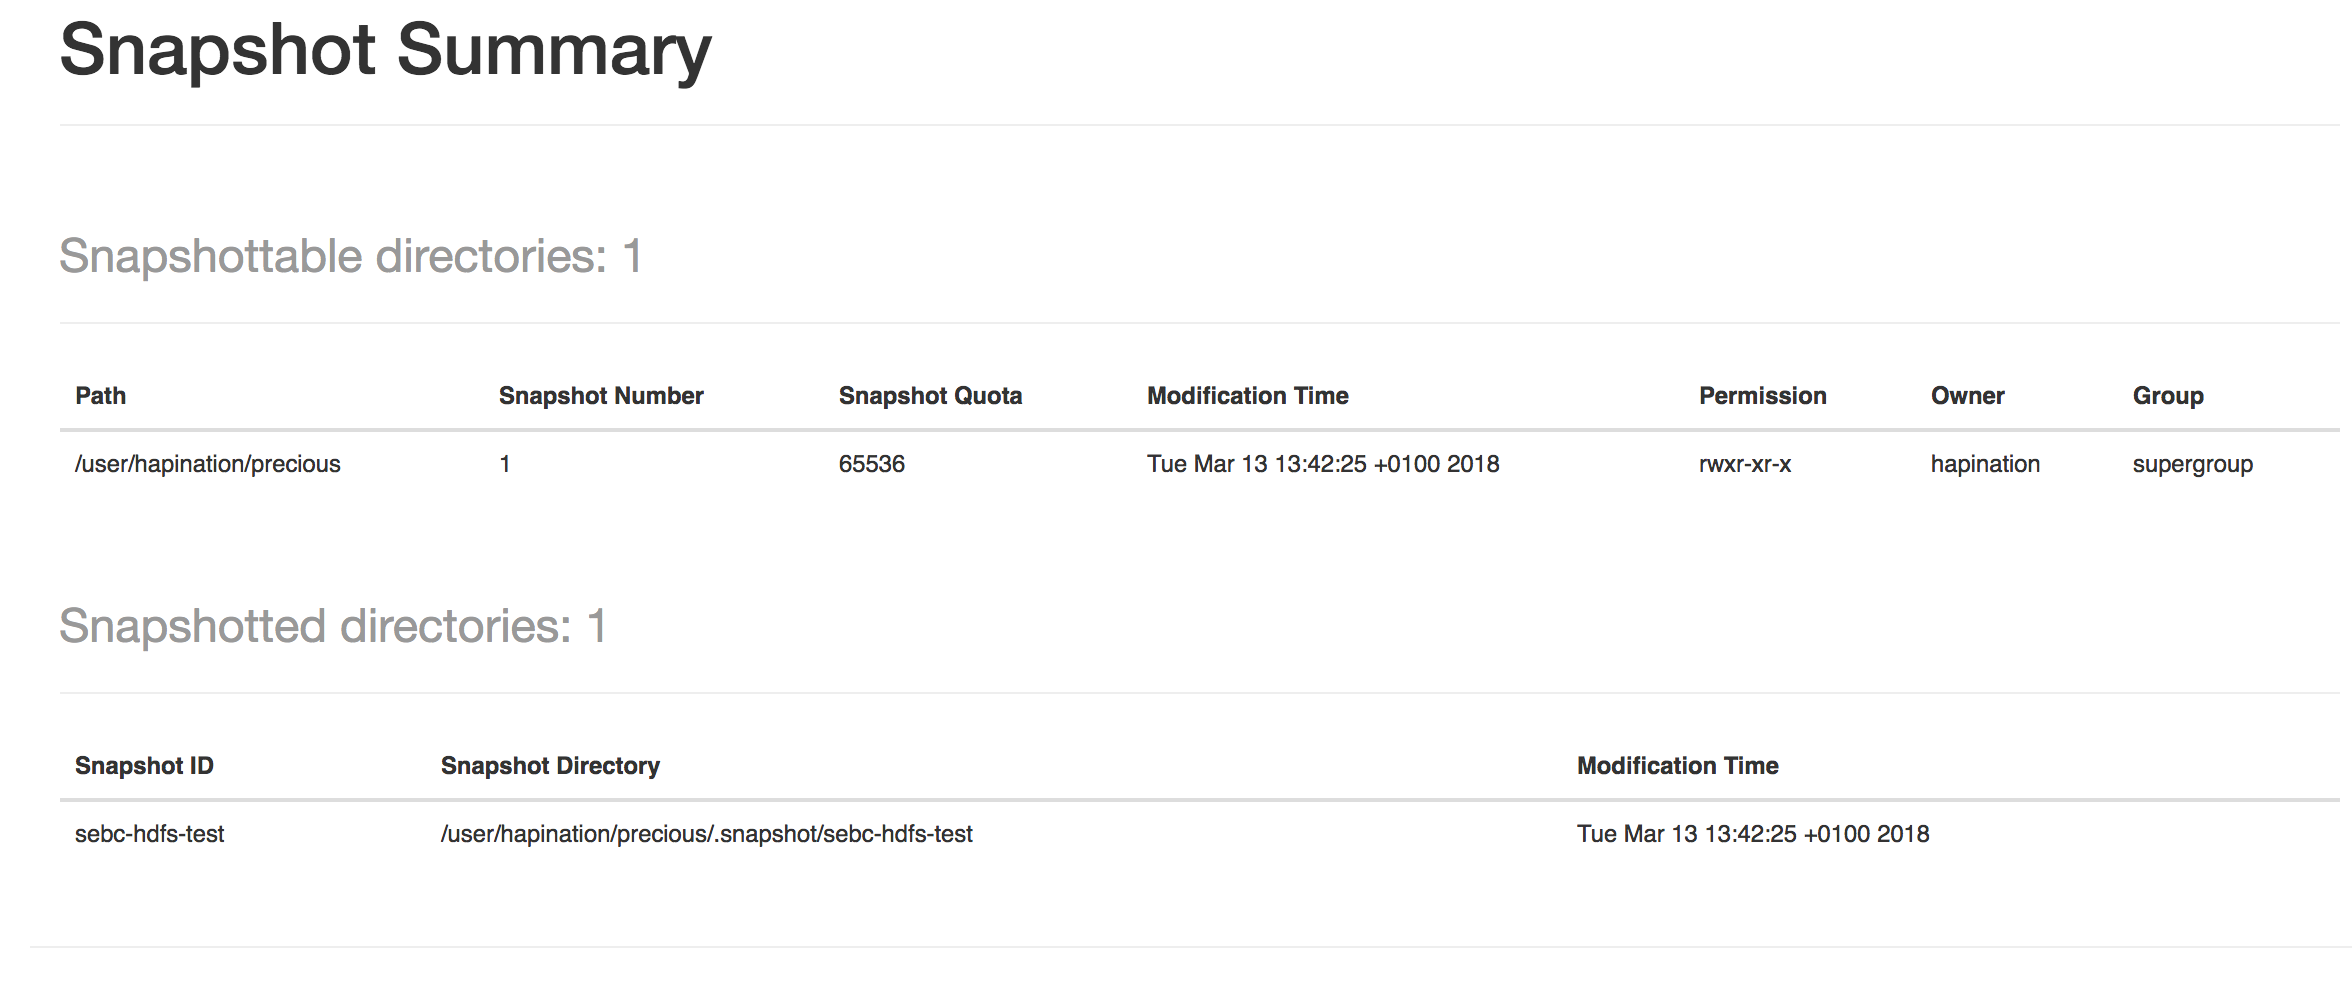 Snapshot Summary
Snapshottable directories: 1
Path Snapshot Number Snapshot Quota Modification Time Permission Owner Group
/user/hapination/precious 1 65536 Tue Mar 13 13:42:25 +0100 2018 rwxr-xr-x hapination supergroup
Snapshotted directories: 1
Snapshot ID Snapshot Directory Modification Time
sebc-hdfs-test /user/hapination/precious/.snapshot/sebc-hdfs-test Tue Mar 13 13:42:25 +0100 2018